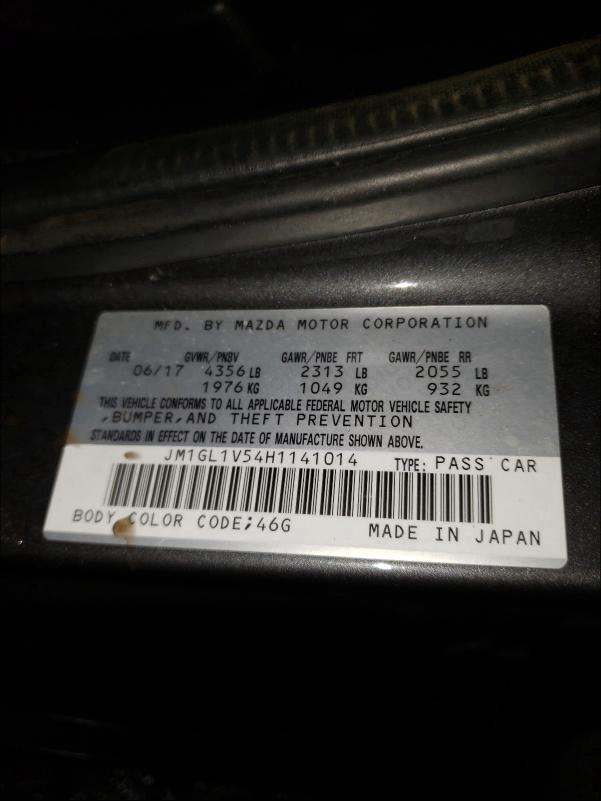 MFD. BY MAZDA MOTOR CORPORATION
DATE GVWR/PNBV GAWR/PNBE FRT GAWR/PNBE RR
06/17 4356 LB 2313 LB 2055 LB
1976 KG 1049 KG 932 KG
THIS VEHICLE CONFORMS TO ALL APPLICABLE FEDERAL MOTOR VEHICLE SAFETY
,BUMPER,AND THEFT PREVENTION
STANDARDS IN EFFECT ON THE DATE OF MANUFACTURE SHOWN ABOVE.
JM1GL1V54H1141014 TYPE: PASS CAR
BODY COLOR CODE;46G MADE IN JAPAN